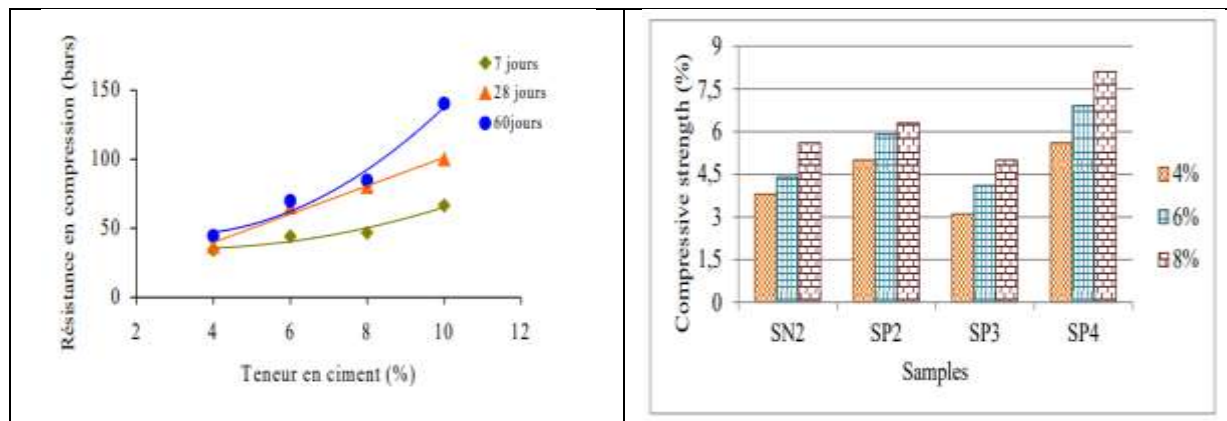 Résistance en compression (bars)
150
100
50
0
2
4
6
8
10
12
Teneur en ciment (%)
7 jours
28 jours
60jours
Compressive strength (%)
9
7,5
6
4,5
3
1,5
0
SN2
SP2
SP3
SP4
Samples
4%
6%
8%